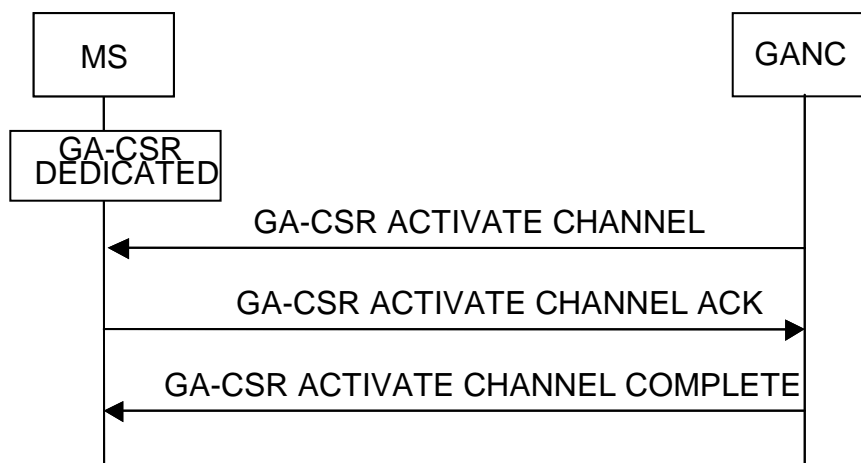 MS
GANC
GA-CSR
DEDICATED
GA-CSR ACTIVATE CHANNEL
GA-CSR ACTIVATE CHANNEL ACK
GA-CSR ACTIVATE CHANNEL COMPLETE